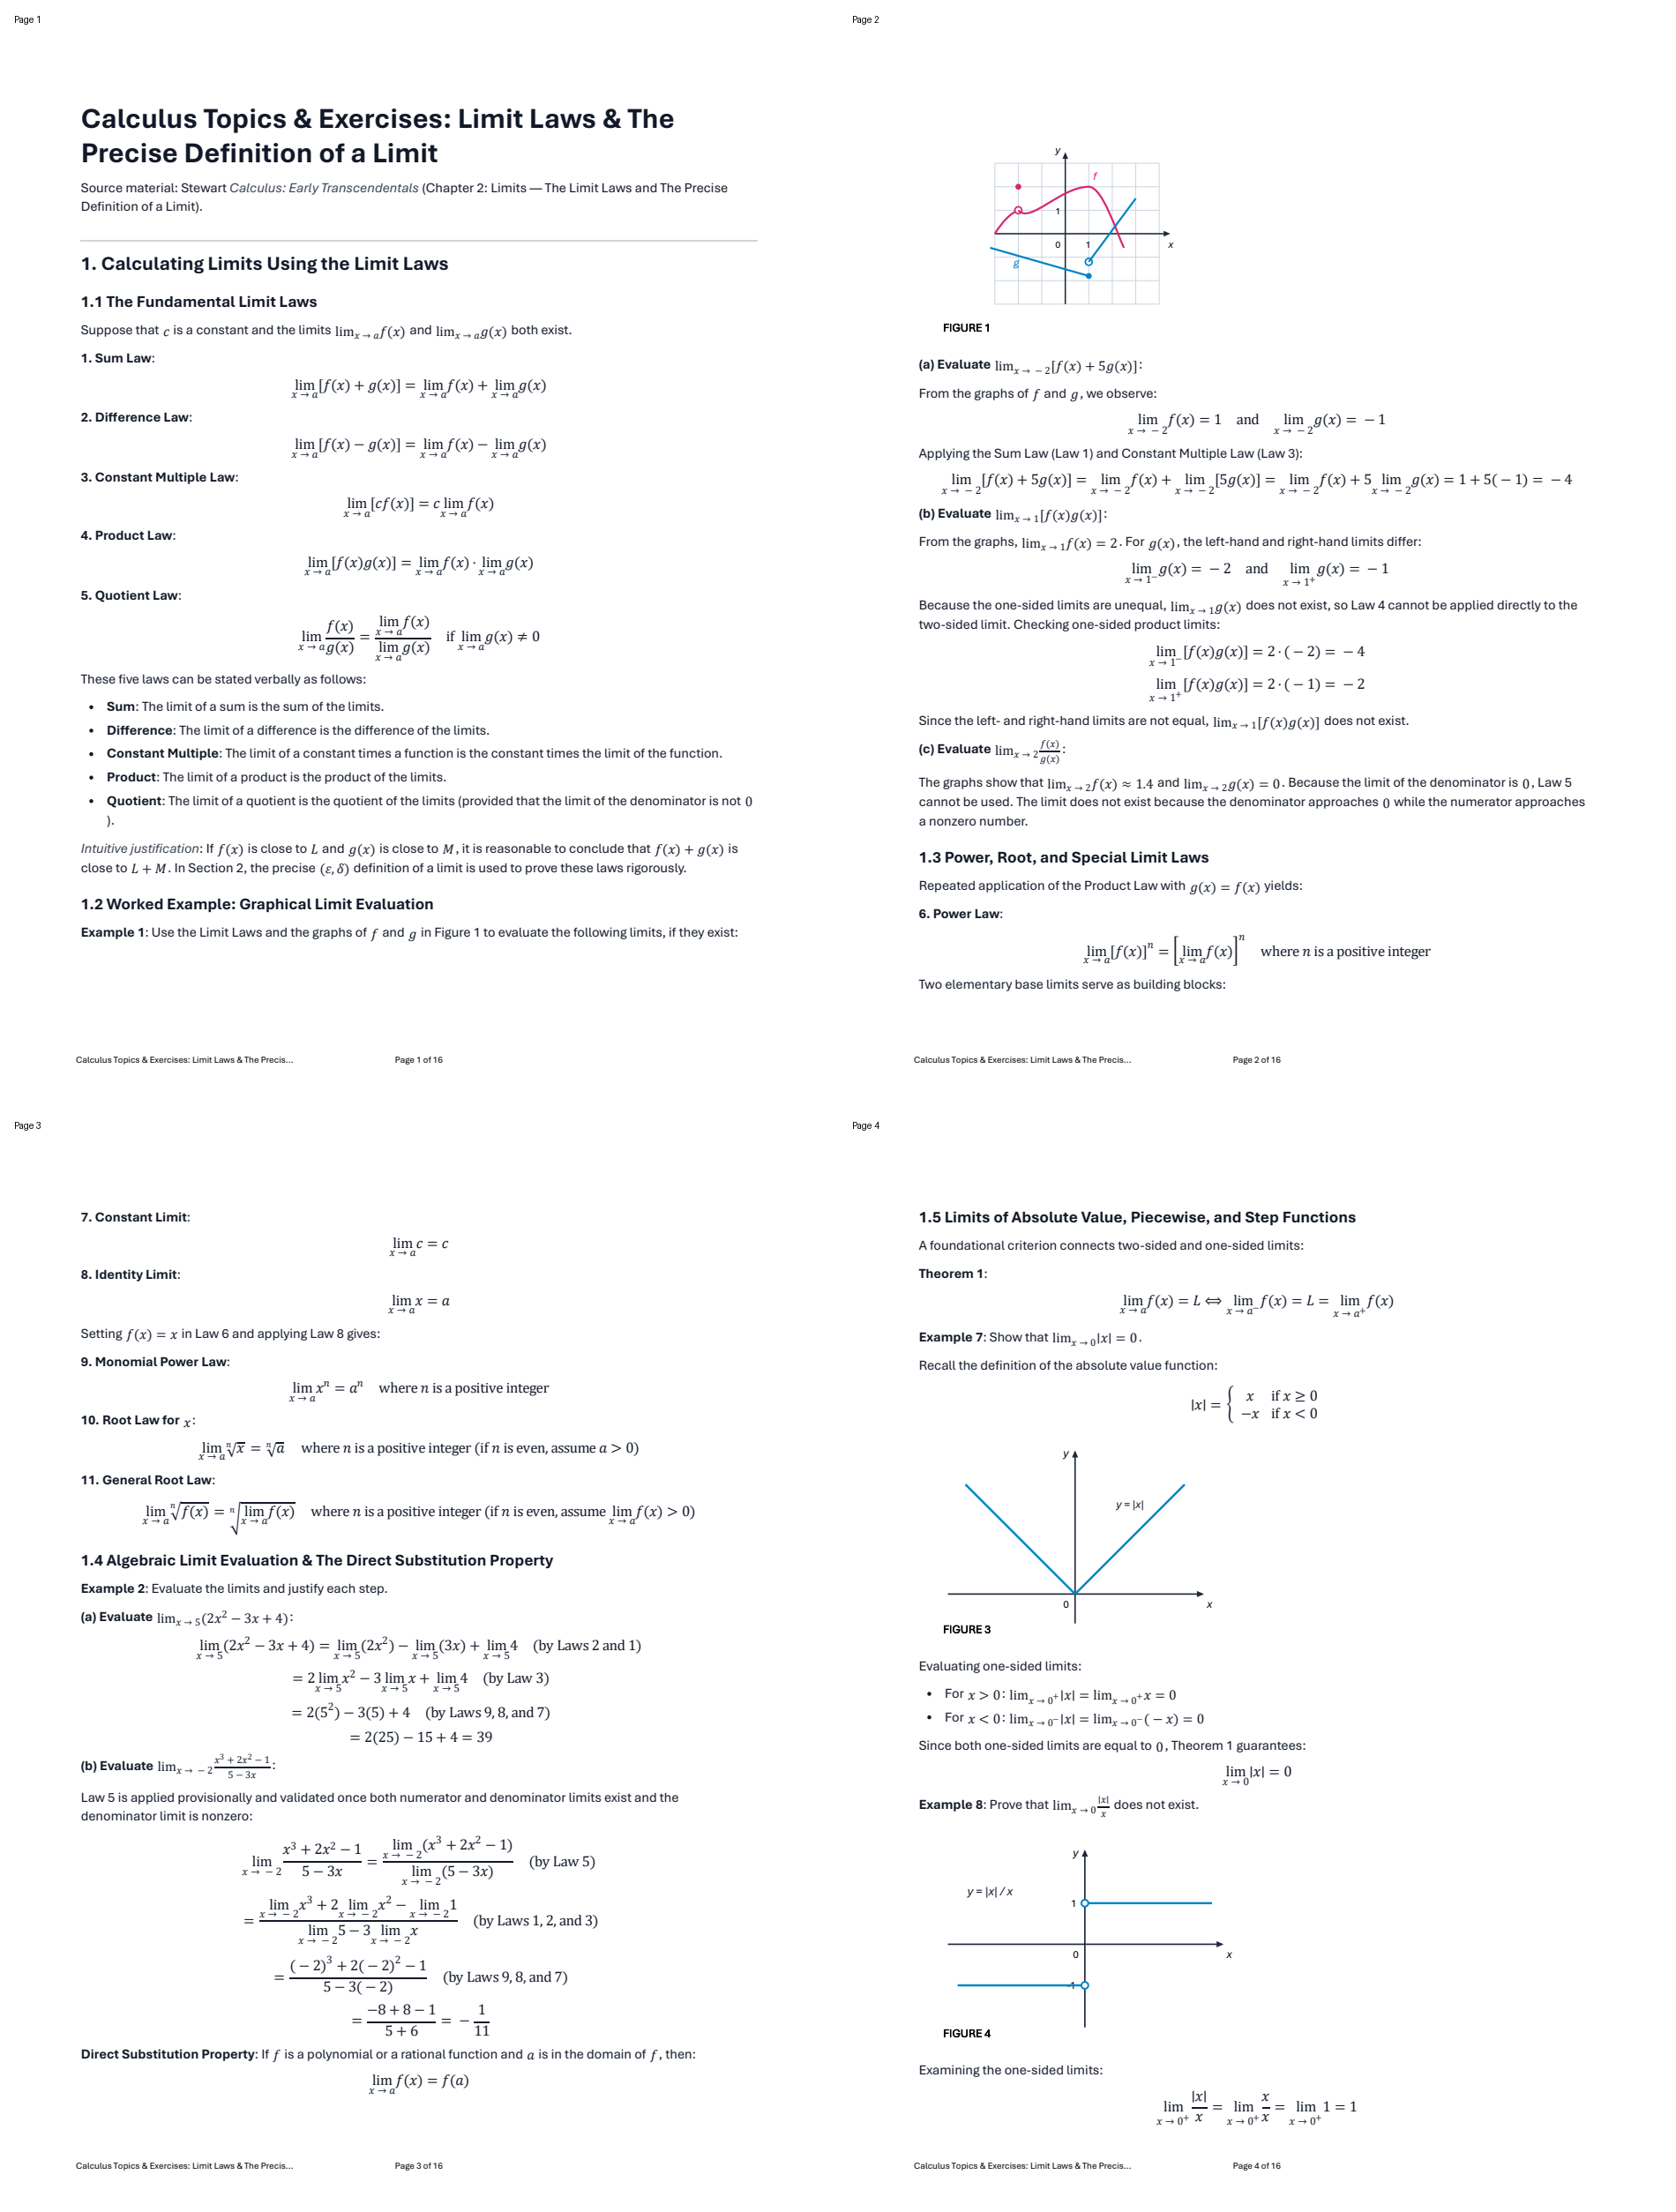 Page 1
Calculus Topics & Exercises: Limit Laws & The
Precise Definition of a Limit
Source material: Stewart Calculus: Early Transcendentals (Chapter 2: Limits — The Limit Laws and The Precise
Definition of a Limit).
1. Calculating Limits Using the Limit Laws
1.1 The Fundamental Limit Laws
Suppose that c is a constant and the limits lim_{x → a} f(x) and lim_{x → a} g(x) both exist.
1. Sum Law:
lim_{x → a} [f(x) + g(x)] = lim_{x → a} f(x) + lim_{x → a} g(x)
2. Difference Law:
lim_{x → a} [f(x) − g(x)] = lim_{x → a} f(x) − lim_{x → a} g(x)
3. Constant Multiple Law:
lim_{x → a} [cf(x)] = c lim_{x → a} f(x)
4. Product Law:
lim_{x → a} [f(x)g(x)] = lim_{x → a} f(x) · lim_{x → a} g(x)
5. Quotient Law:
lim_{x → a} f(x)/g(x) = lim_{x → a} f(x) / lim_{x → a} g(x) if lim_{x → a} g(x) ≠ 0
These five laws can be stated verbally as follows:
• Sum: The limit of a sum is the sum of the limits.
• Difference: The limit of a difference is the difference of the limits.
• Constant Multiple: The limit of a constant times a function is the constant times the limit of the function.
• Product: The limit of a product is the product of the limits.
• Quotient: The limit of a quotient is the quotient of the limits (provided that the limit of the denominator is not 0
).
Intuitive justification: If f(x) is close to L and g(x) is close to M, it is reasonable to conclude that f(x) + g(x) is
close to L + M. In Section 2, the precise (ε, δ) definition of a limit is used to prove these laws rigorously.
1.2 Worked Example: Graphical Limit Evaluation
Example 1: Use the Limit Laws and the graphs of f and g in Figure 1 to evaluate the following limits, if they exist:
Calculus Topics & Exercises: Limit Laws & The Precis... Page 1 of 16
Page 2
y
f
1
0
1
x
g
FIGURE 1
(a) Evaluate lim_{x → −2} [f(x) + 5g(x)]:
From the graphs of f and g, we observe:
lim_{x → −2} f(x) = 1 and lim_{x → −2} g(x) = −1
Applying the Sum Law (Law 1) and Constant Multiple Law (Law 3):
lim_{x → −2} [f(x) + 5g(x)] = lim_{x → −2} f(x) + lim_{x → −2} [5g(x)] = lim_{x → −2} f(x) + 5 lim_{x → −2} g(x) = 1 + 5(−1) = −4
(b) Evaluate lim_{x → 1} [f(x)g(x)]:
From the graphs, lim_{x → 1} f(x) = 2. For g(x), the left-hand and right-hand limits differ:
lim_{x → 1⁻} g(x) = −2 and lim_{x → 1⁺} g(x) = −1
Because the one-sided limits are unequal, lim_{x → 1} g(x) does not exist, so Law 4 cannot be applied directly to the
two-sided limit. Checking one-sided product limits:
lim_{x → 1⁻} [f(x)g(x)] = 2 · (−2) = −4
lim_{x → 1⁺} [f(x)g(x)] = 2 · (−1) = −2
Since the left- and right-hand limits are not equal, lim_{x → 1} [f(x)g(x)] does not exist.
(c) Evaluate lim_{x → 2} f(x)/g(x):
The graphs show that lim_{x → 2} f(x) ≈ 1.4 and lim_{x → 2} g(x) = 0. Because the limit of the denominator is 0, Law 5
cannot be used. The limit does not exist because the denominator approaches 0 while the numerator approaches
a nonzero number.
1.3 Power, Root, and Special Limit Laws
Repeated application of the Product Law with g(x) = f(x) yields:
6. Power Law:
lim_{x → a} [f(x)]ⁿ = [lim_{x → a} f(x)]ⁿ where n is a positive integer
Two elementary base limits serve as building blocks:
Calculus Topics & Exercises: Limit Laws & The Precis... Page 2 of 16
Page 3
7. Constant Limit:
lim_{x → a} c = c
8. Identity Limit:
lim_{x → a} x = a
Setting f(x) = x in Law 6 and applying Law 8 gives:
9. Monomial Power Law:
lim_{x → a} xⁿ = aⁿ where n is a positive integer
10. Root Law for x:
lim_{x → a} ⁿ√x = ⁿ√a where n is a positive integer (if n is even, assume a > 0)
11. General Root Law:
lim_{x → a} ⁿ√f(x) = ⁿ√(lim_{x → a} f(x)) where n is a positive integer (if n is even, assume lim_{x → a} f(x) > 0)
1.4 Algebraic Limit Evaluation & The Direct Substitution Property
Example 2: Evaluate the limits and justify each step.
(a) Evaluate lim_{x → 5} (2x² − 3x + 4):
lim_{x → 5} (2x² − 3x + 4) = lim_{x → 5} (2x²) − lim_{x → 5} (3x) + lim_{x → 5} 4 (by Laws 2 and 1)
= 2 lim_{x → 5} x² − 3 lim_{x → 5} x + lim_{x → 5} 4 (by Law 3)
= 2(5²) − 3(5) + 4 (by Laws 9, 8, and 7)
= 2(25) − 15 + 4 = 39
(b) Evaluate lim_{x → −2} (x³ + 2x² − 1)/(5 − 3x):
Law 5 is applied provisionally and validated once both numerator and denominator limits exist and the
denominator limit is nonzero:
lim_{x → −2} (x³ + 2x² − 1)/(5 − 3x) = lim_{x → −2} (x³ + 2x² − 1) / lim_{x → −2} (5 − 3x) (by Law 5)
= (lim_{x → −2} x³ + 2 lim_{x → −2} x² − lim_{x → −2} 1) / (lim_{x → −2} 5 − 3 lim_{x → −2} x) (by Laws 1, 2, and 3)
= ((−2)³ + 2(−2)² − 1) / (5 − 3(−2)) (by Laws 9, 8, and 7)
= (−8 + 8 − 1)/(5 + 6) = −1/11
Direct Substitution Property: If f is a polynomial or a rational function and a is in the domain of f, then:
lim_{x → a} f(x) = f(a)
Calculus Topics & Exercises: Limit Laws & The Precis... Page 3 of 16
Page 4
1.5 Limits of Absolute Value, Piecewise, and Step Functions
A foundational criterion connects two-sided and one-sided limits:
Theorem 1:
lim_{x → a} f(x) = L ⟺ lim_{x → a⁻} f(x) = L = lim_{x → a⁺} f(x)
Example 7: Show that lim_{x → 0} |x| = 0.
Recall the definition of the absolute value function:
|x| = { x if x ≥ 0
−x if x < 0
y
y = |x|
0
x
FIGURE 3
Evaluating one-sided limits:
• For x > 0: lim_{x → 0⁺} |x| = lim_{x → 0⁺} x = 0
• For x < 0: lim_{x → 0⁻} |x| = lim_{x → 0⁻} (−x) = 0
Since both one-sided limits are equal to 0, Theorem 1 guarantees:
lim_{x → 0} |x| = 0
Example 8: Prove that lim_{x → 0} |x|/x does not exist.
y
y = |x| / x
1
0
x
-1
FIGURE 4
Examining the one-sided limits:
lim_{x → 0⁺} |x|/x = lim_{x → 0⁺} x/x = lim_{x → 0⁺} 1 = 1
Calculus Topics & Exercises: Limit Laws & The Precis... Page 4 of 16